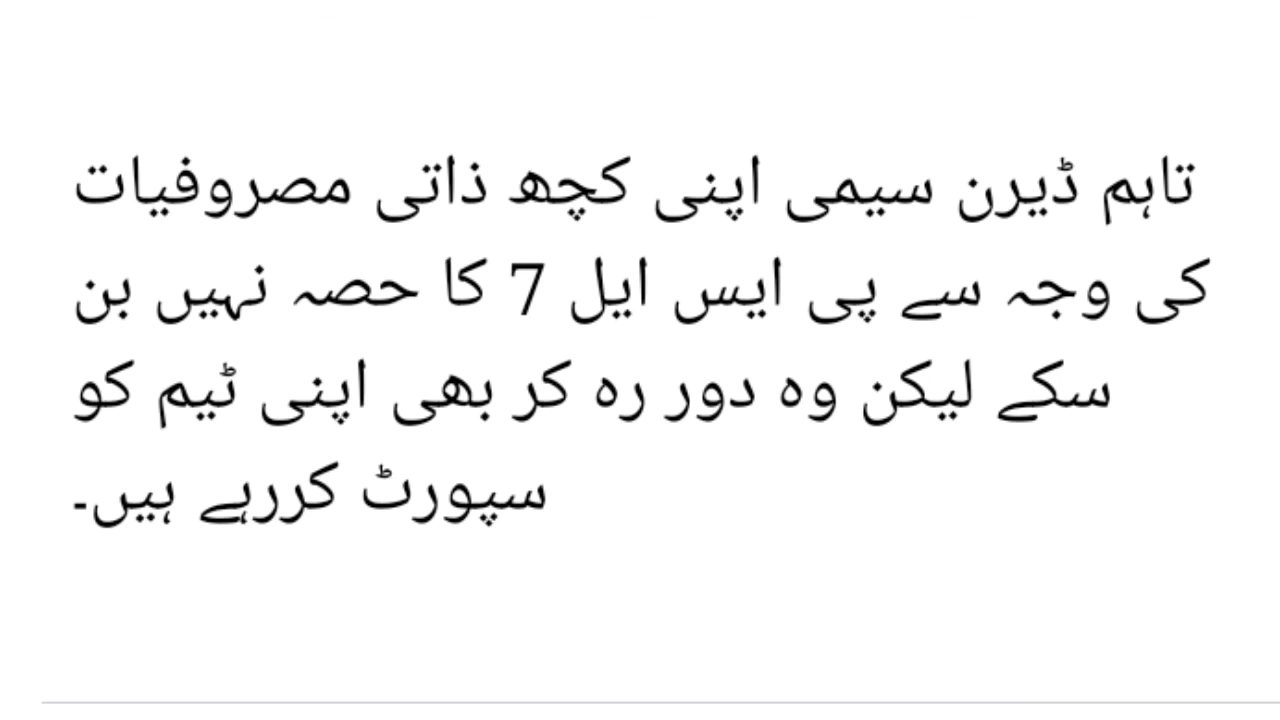 تاہم ڈیرن سیمی اپنی کچھ ذاتی مصروفیات
کی وجہ سے پی ایس ایل 7 کا حصہ نہیں بن
سکے لیکن وہ دور رہ کر بھی اپنی ٹیم کو
سپورٹ کررہے ہیں۔